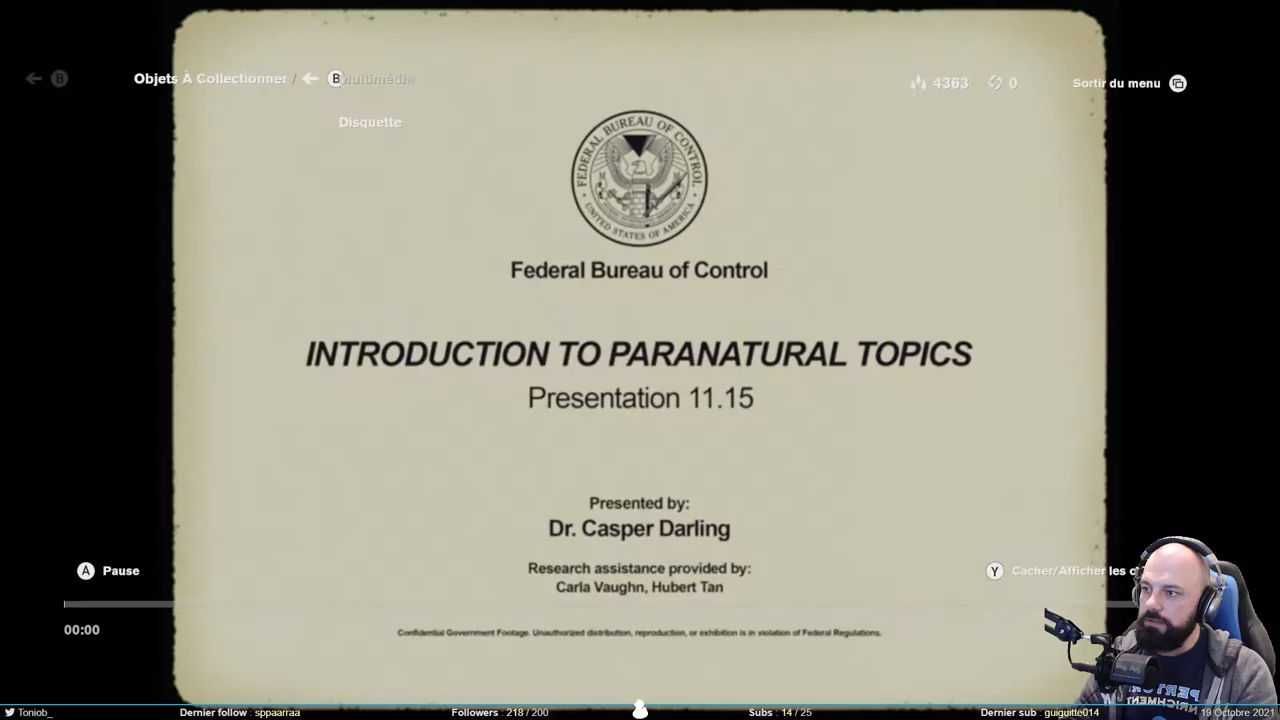 B
Objets À Collectionner /
B
Multimédia
4363
0
Sortir du menu
Disquette
FEDERAL BUREAU OF CONTROL
UNITED STATES OF AMERICA
Federal Bureau of Control
INTRODUCTION TO PARANATURAL TOPICS
Presentation 11.15
Presented by:
Dr. Casper Darling
Research assistance provided by:
Carla Vaughn, Hubert Tan
Confidential Government Footage. Unauthorized distribution, reproduction, or exhibition is in violation of Federal Regulations.
A Pause
Y Cacher/Afficher les
00:00
Toniob_
Dernier follow : sppaarraa
Followers : 218 / 200
Subs : 14 / 25
Dernier sub : guiguitte014
19 Octobre 2021